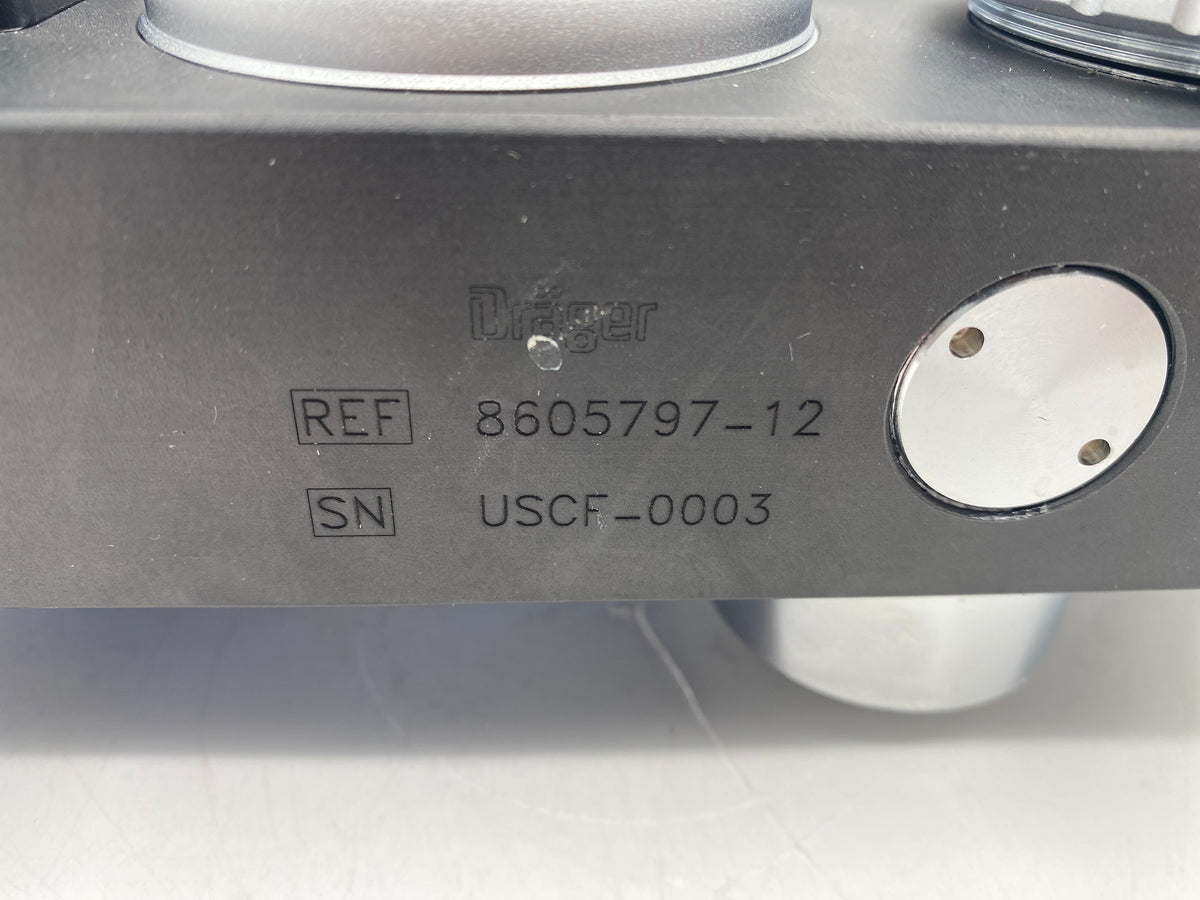 Dräger
REF 8605797-12
SN USCF-0003